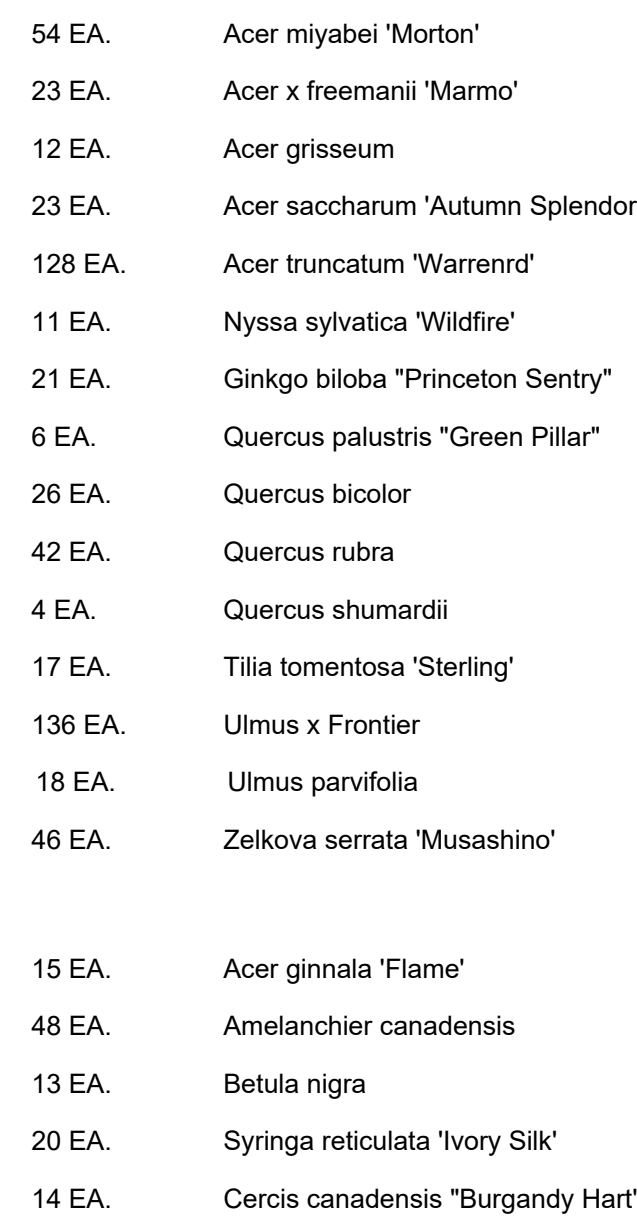 54 EA. Acer miyabei 'Morton'
23 EA. Acer x freemanii 'Marmo'
12 EA. Acer grisseum
23 EA. Acer saccharum 'Autumn Splendor
128 EA. Acer truncatum 'Warrenrd'
11 EA. Nyssa sylvatica 'Wildfire'
21 EA. Ginkgo biloba "Princeton Sentry"
6 EA. Quercus palustris "Green Pillar"
26 EA. Quercus bicolor
42 EA. Quercus rubra
4 EA. Quercus shumardii
17 EA. Tilia tomentosa 'Sterling'
136 EA. Ulmus x Frontier
18 EA. Ulmus parvifolia
46 EA. Zelkova serrata 'Musashino'
15 EA. Acer ginnala 'Flame'
48 EA. Amelanchier canadensis
13 EA. Betula nigra
20 EA. Syringa reticulata 'Ivory Silk'
14 EA. Cercis canadensis "Burgandy Hart'